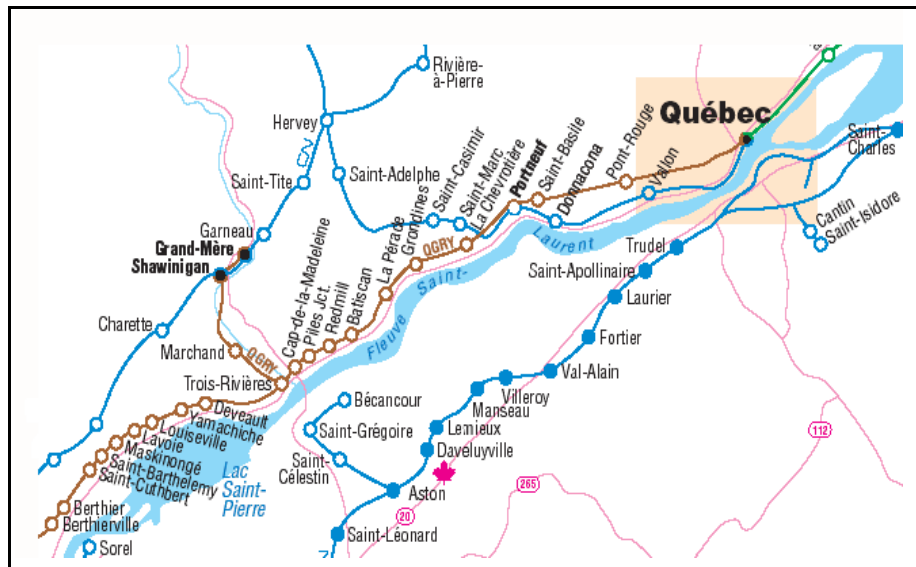 Rivière-
à-Pierre
Québec
Hervey
Saint-
Charles
CN
Saint-Tite
Saint-Adelphe
Saint-Casimir
Saint-Marc
La Chevrotière
Portneuf
Saint-Basile
Donnacona
Pont-Rouge
Vallon
Cantin
Saint-Isidore
Garneau
Grand-Mère
Shawinigan
La Pérade
Grondines
QGRY
Fleuve Saint-Laurent
Trudel
Saint-Apollinaire
Laurier
Fortier
Val-Alain
Villeroy
Manseau
Lemieux
Daveluyville
Charette
Marchand
QGRY
Cap-de-la-Madeleine
Piles Jct.
Redmill
Batiscan
Trois-Rivières
Bécancour
Saint-Grégoire
Saint-
Célestin
Aston
Saint-Léonard
Deveault
Yamachiche
Louiseville
Lavoie
Maskinongé
Saint-Barthelemy
Saint-Cuthbert
Lac
Saint-
Pierre
Berthier
Berthierville
Sorel
20
265
112